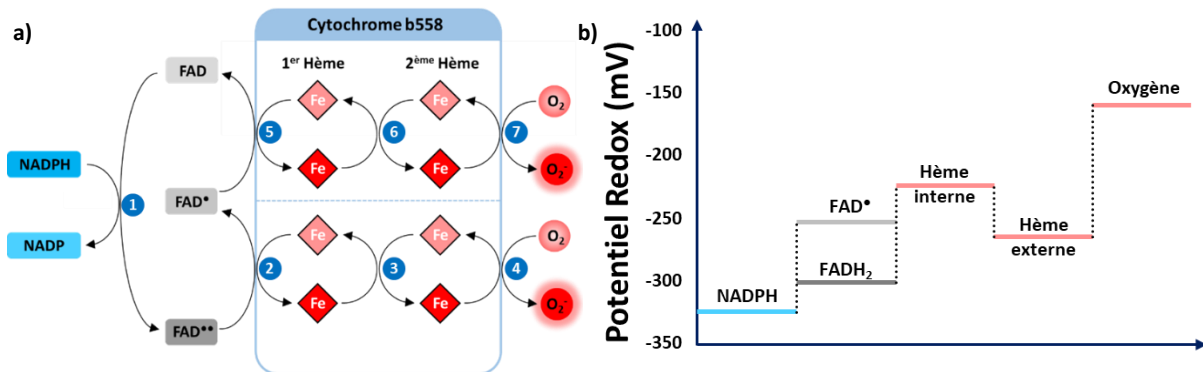 a)
Cytochrome b558
1er Hème
2ème Hème
FAD
Fe
Fe
O2
5
6
7
NADPH
Fe
Fe
O2-
1
FAD•
NADP
Fe
Fe
O2
2
3
4
FAD••
Fe
Fe
O2-
b)
Potentiel Redox (mV)
-100
-150
-200
-250
-300
-350
NADPH
FAD•
FADH2
Hème
interne
Hème
externe
Oxygène